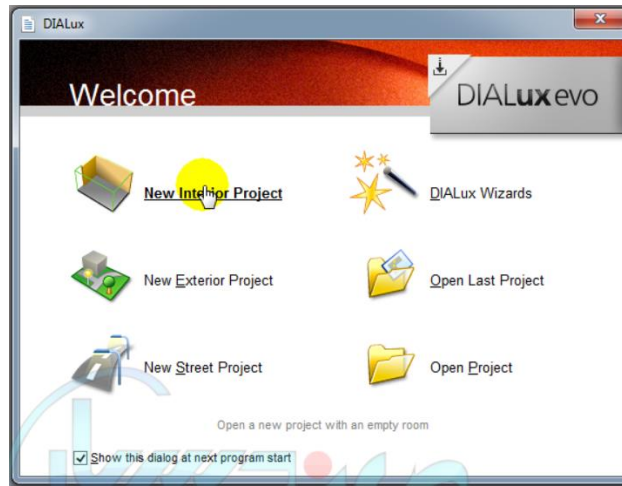 DIALux
Welcome
DIALux evo
New Interior Project
DIALux Wizards
New Exterior Project
Open Last Project
New Street Project
Open Project
Open a new project with an empty room
Show this dialog at next program start